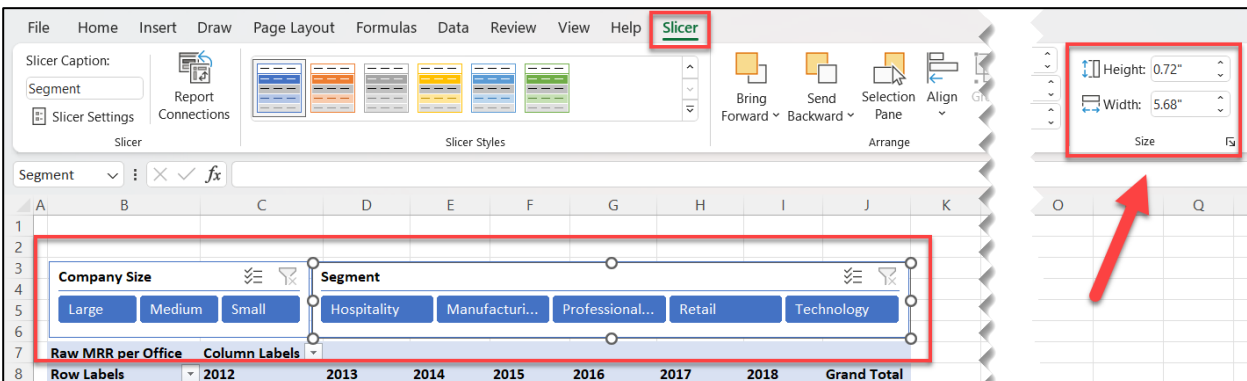 File Home Insert Draw Page Layout Formulas Data Review View Help Slicer
Slicer Caption:
Segment
Slicer Settings
Report
Connections
Slicer
Slicer Styles
Bring
Forward
Send
Backward
Selection
Pane
Align
Arrange
Height: 0.72"
Width: 5.68"
Size
Segment fx
A B C D E F G H I J K O Q
1
2
3
4
5
6
7
8
Company Size
Large Medium Small
Segment
Hospitality Manufacturi... Professional... Retail Technology
Raw MRR per Office Column Labels
Row Labels 2012 2013 2014 2015 2016 2017 2018 Grand Total